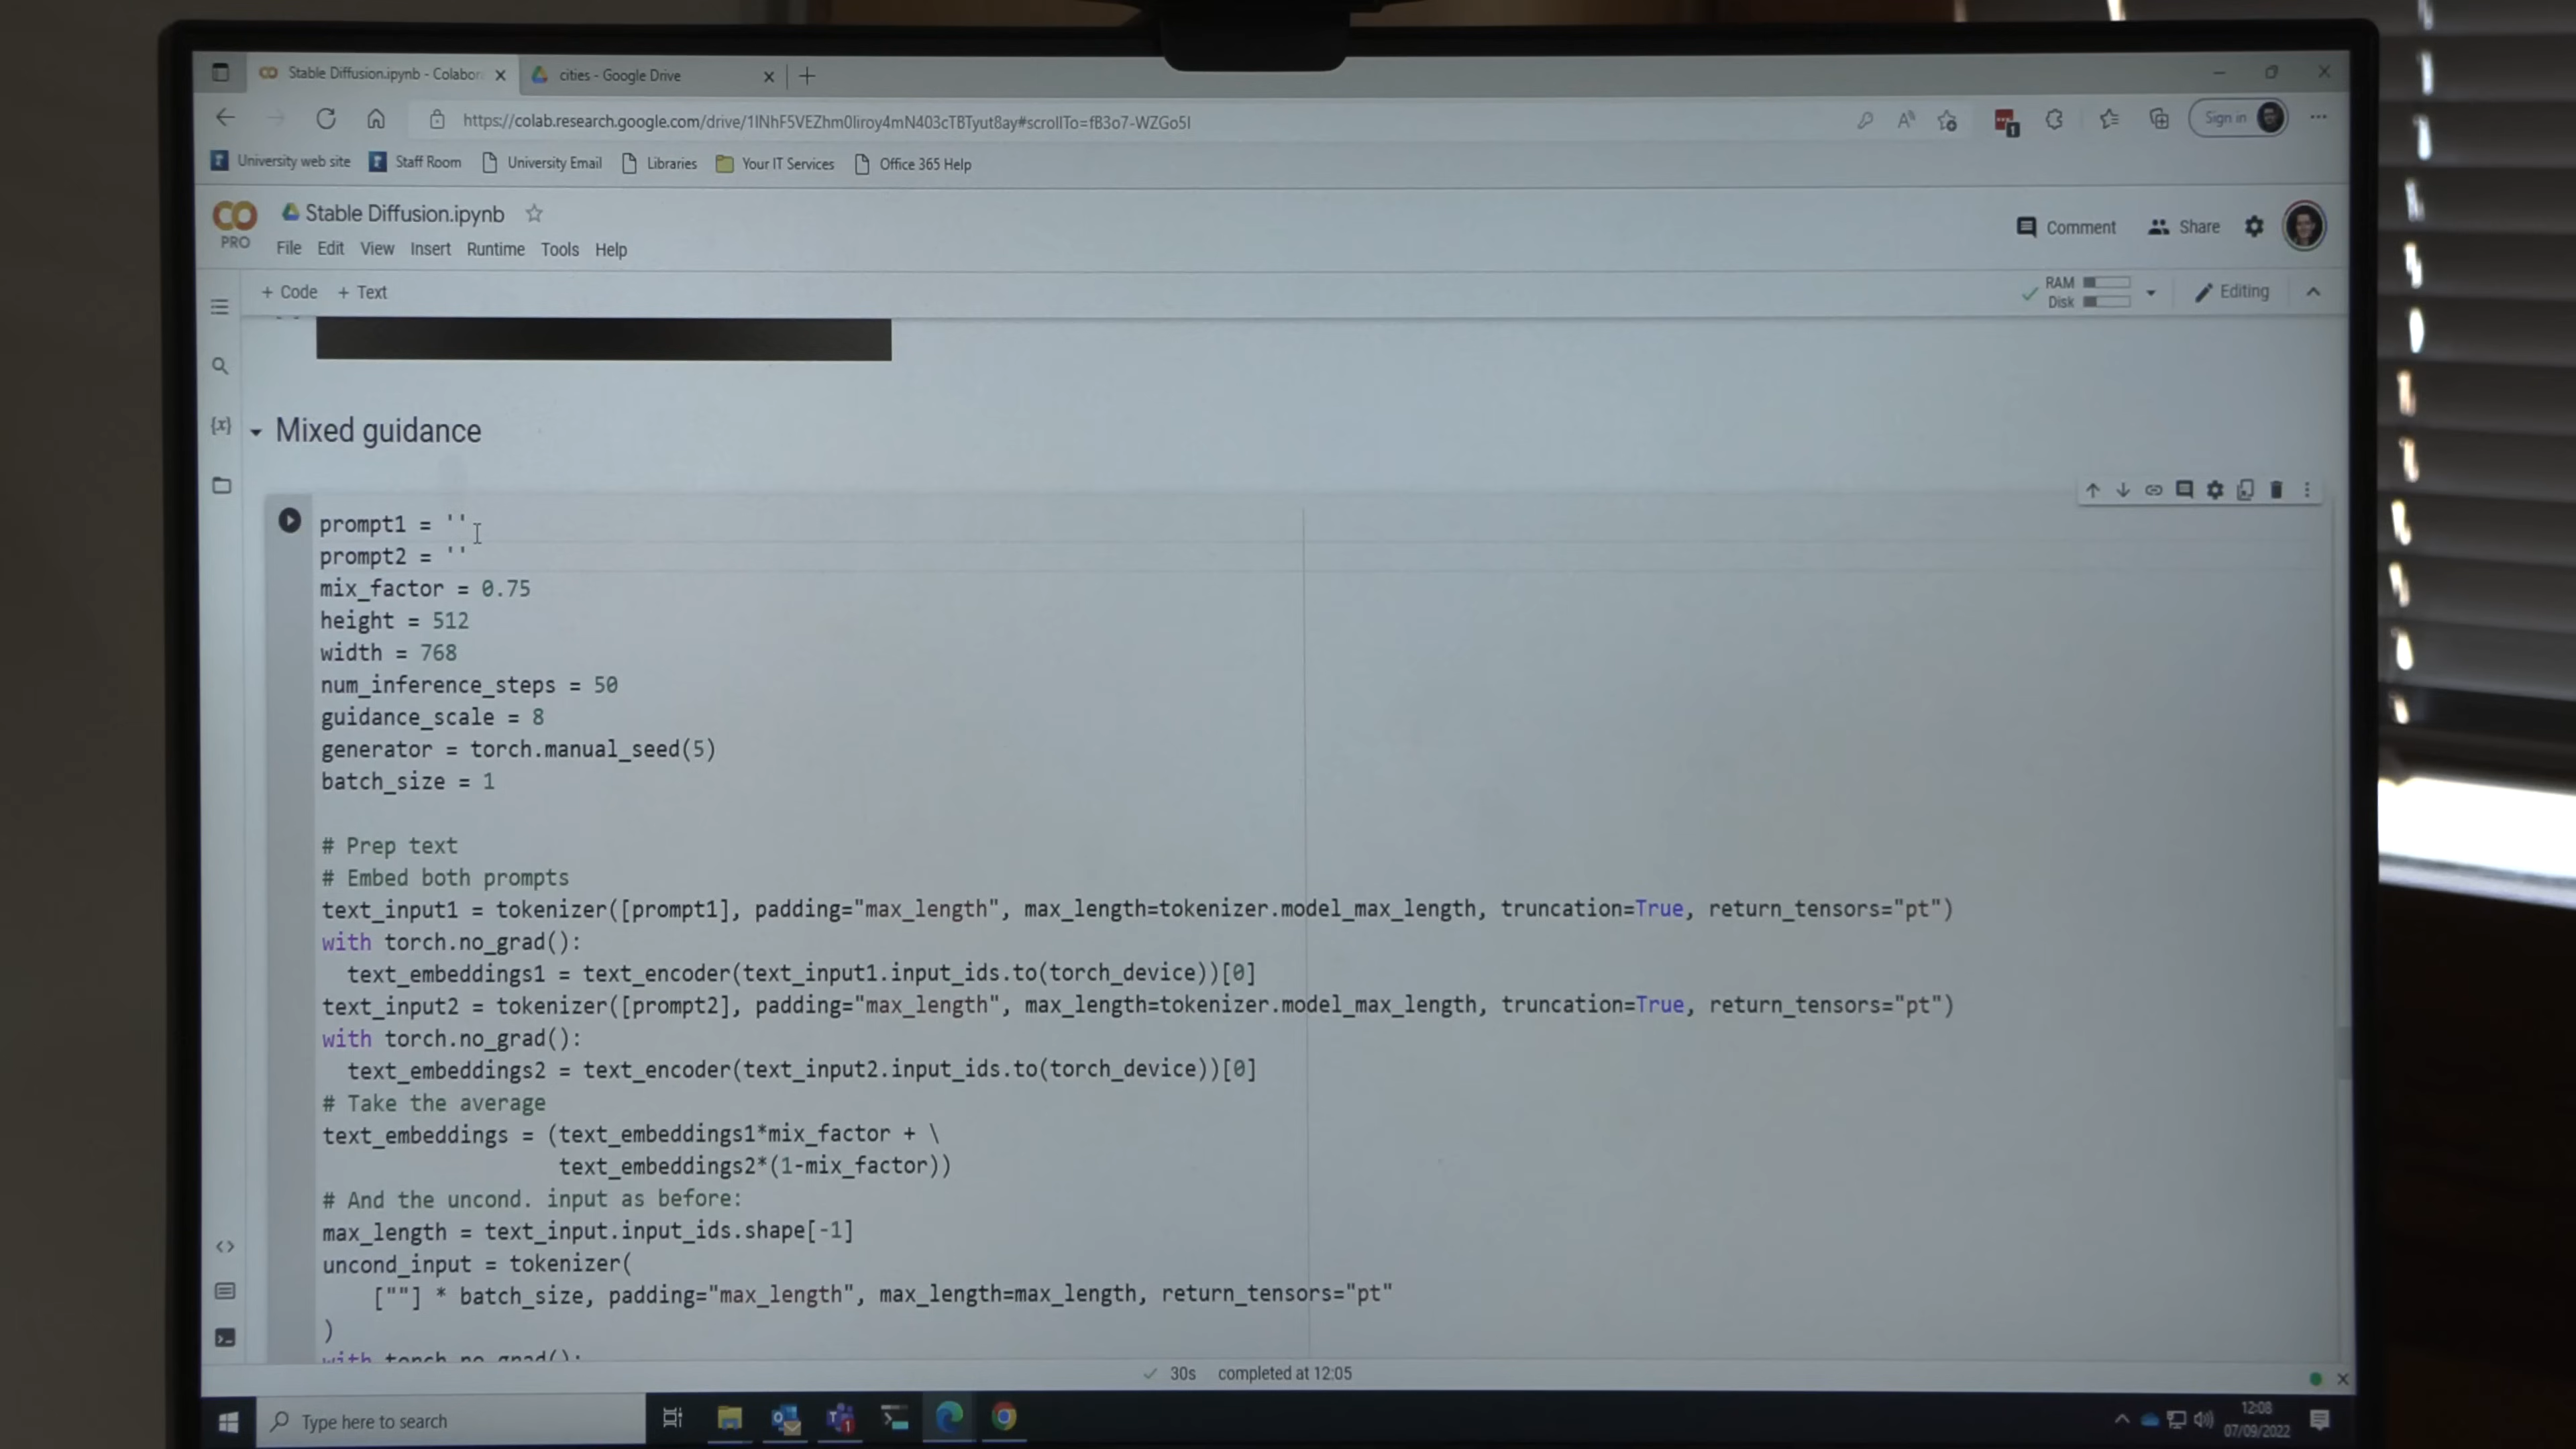 Stable Diffusion.ipynb - Colabor
cities - Google Drive
https://colab.research.google.com/drive/1lNhF5VEZhm0Iiroy4mN403cTBTyut8ay#scrollTo=fB3o7-WZGo5I
Sign in
University web site
Staff Room
University Email
Libraries
Your IT Services
Office 365 Help
CO
PRO
Stable Diffusion.ipynb
File Edit View Insert Runtime Tools Help
Comment
Share
+ Code + Text
RAM
Disk
Editing
Mixed guidance
prompt1 = ''
prompt2 = ''
mix_factor = 0.75
height = 512
width = 768
num_inference_steps = 50
guidance_scale = 8
generator = torch.manual_seed(5)
batch_size = 1
# Prep text
# Embed both prompts
text_input1 = tokenizer([prompt1], padding="max_length", max_length=tokenizer.model_max_length, truncation=True, return_tensors="pt")
with torch.no_grad():
text_embeddings1 = text_encoder(text_input1.input_ids.to(torch_device))[0]
text_input2 = tokenizer([prompt2], padding="max_length", max_length=tokenizer.model_max_length, truncation=True, return_tensors="pt")
with torch.no_grad():
text_embeddings2 = text_encoder(text_input2.input_ids.to(torch_device))[0]
# Take the average
text_embeddings = (text_embeddings1*mix_factor + \
text_embeddings2*(1-mix_factor))
# And the uncond. input as before:
max_length = text_input.input_ids.shape[-1]
uncond_input = tokenizer(
[""] * batch_size, padding="max_length", max_length=max_length, return_tensors="pt"
)
with torch.no_grad():
30s completed at 12:05
Type here to search
12:08
07/09/2022